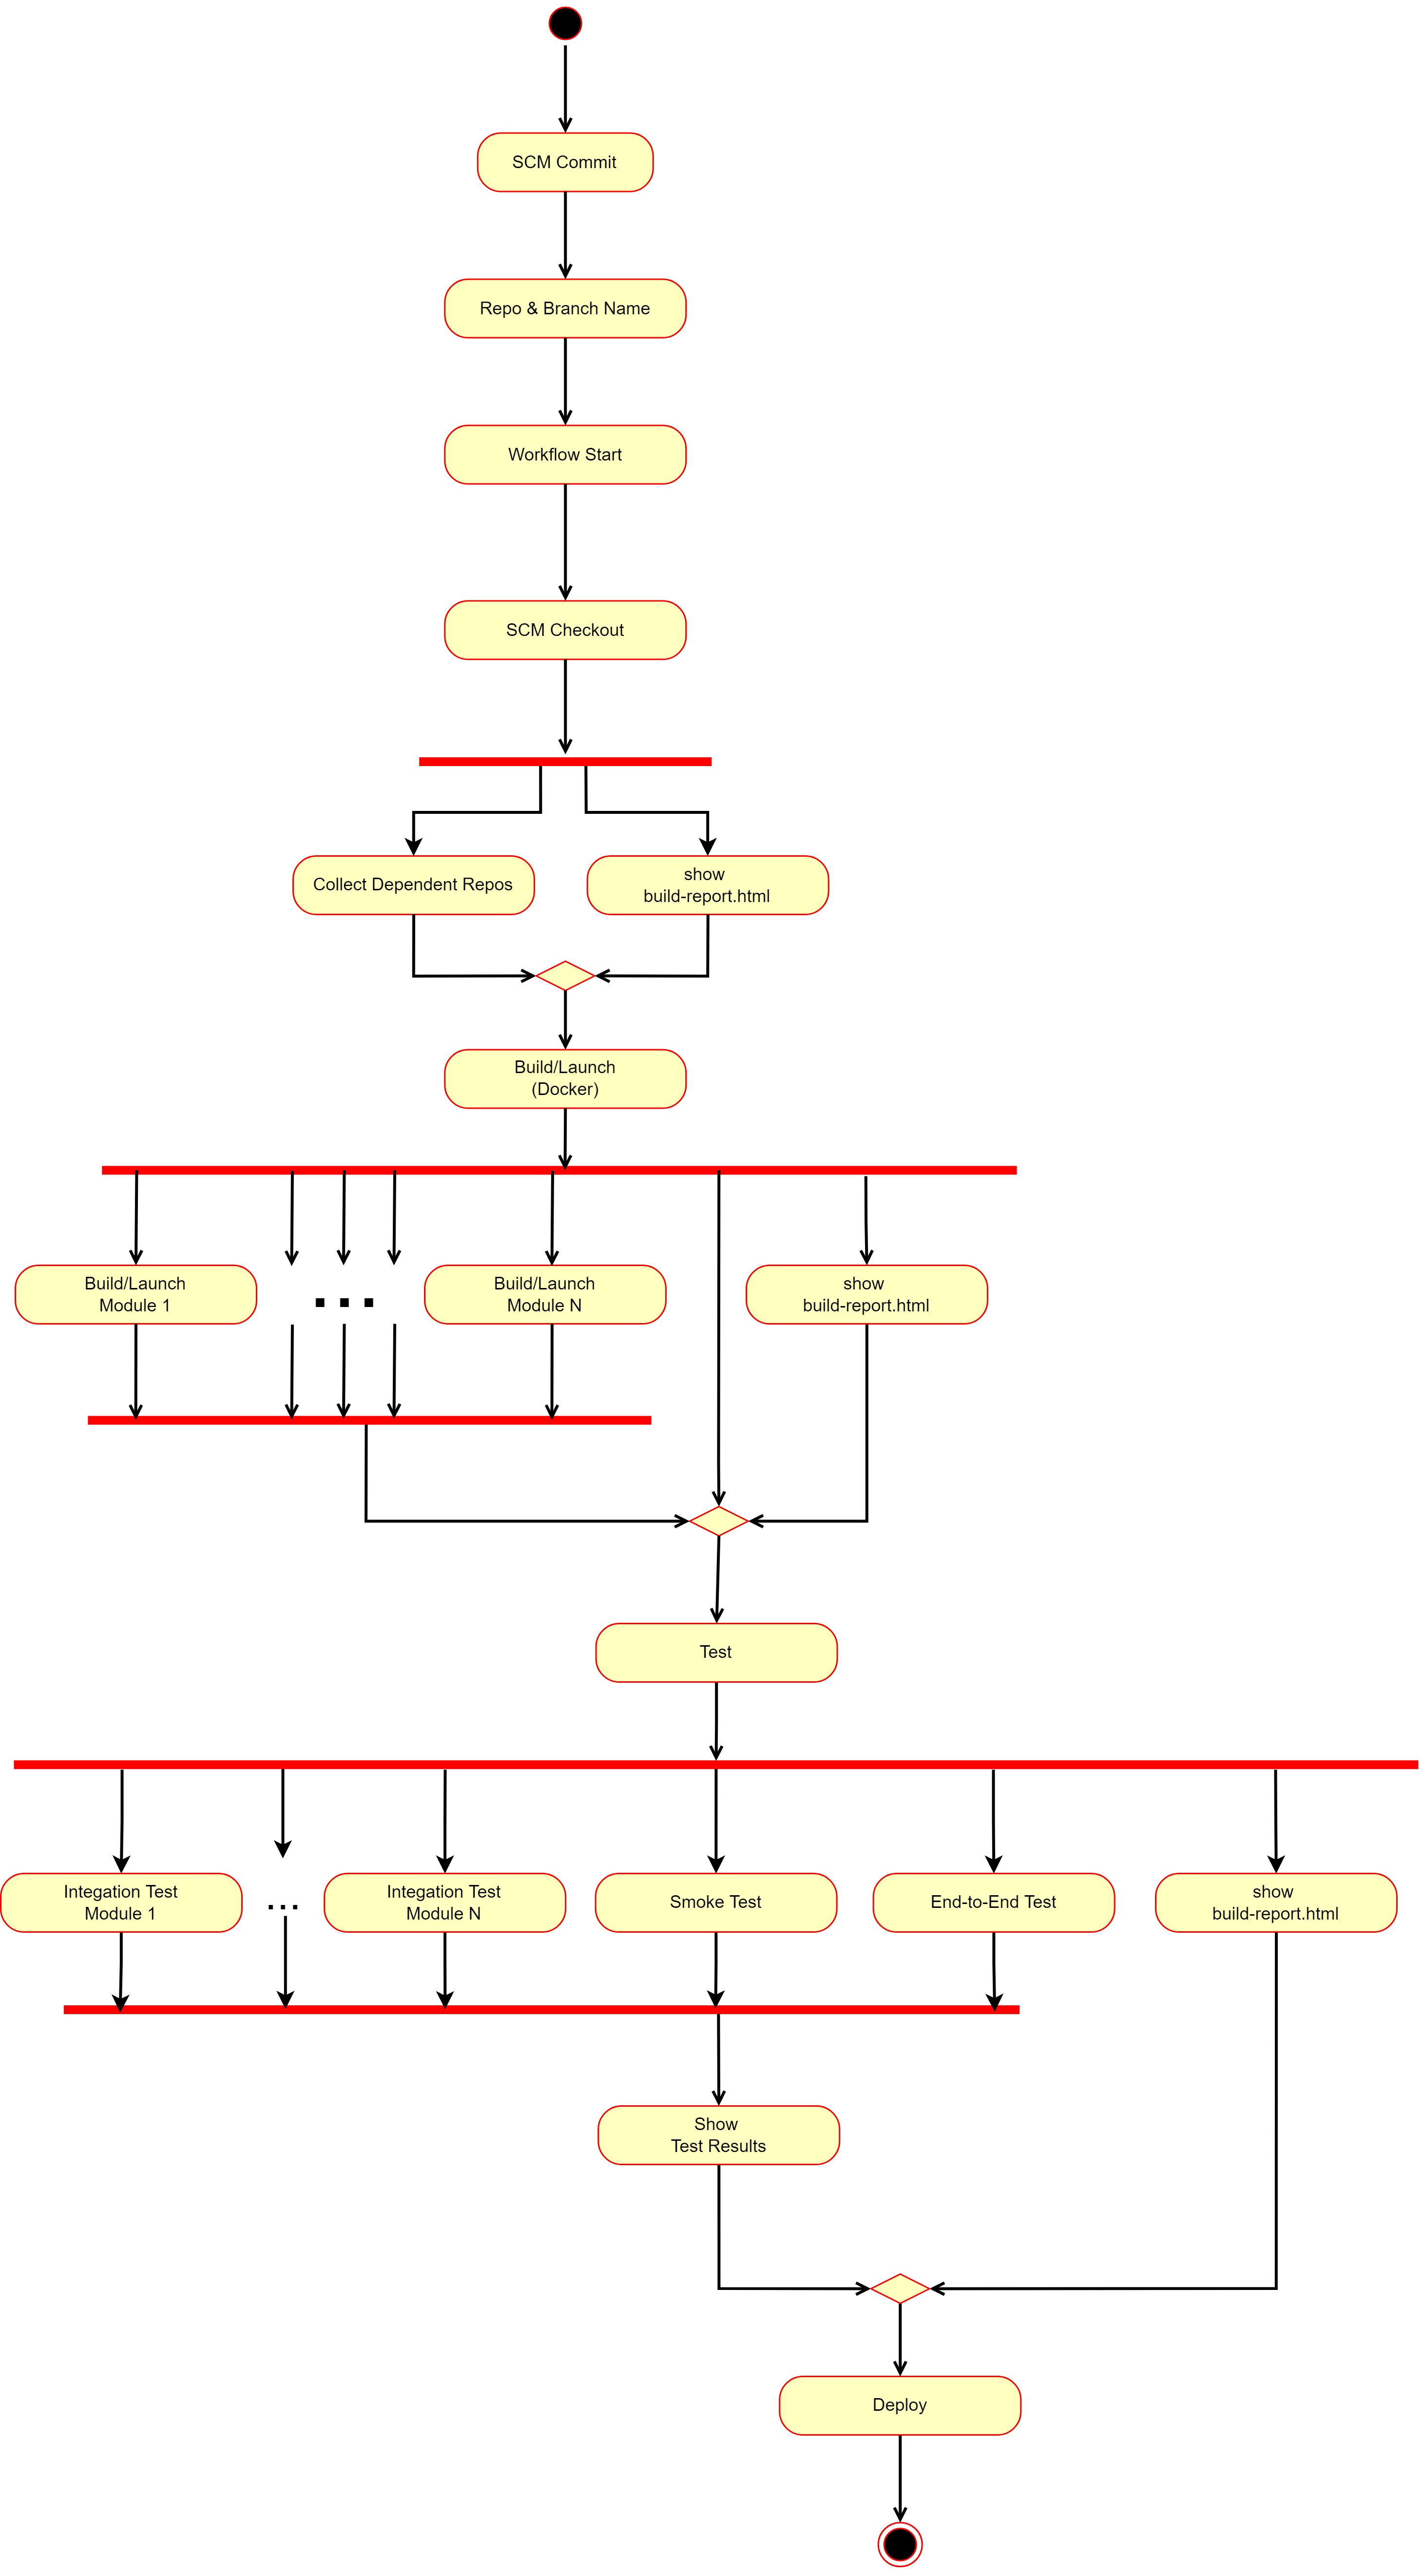 SCM Commit
Repo & Branch Name
Workflow Start
SCM Checkout
Collect Dependent Repos
show
build-report.html
Build/Launch
(Docker)
Build/Launch
Module 1
...
Build/Launch
Module N
show
build-report.html
Test
Integation Test
Module 1
...
Integation Test
Module N
Smoke Test
End-to-End Test
show
build-report.html
Show
Test Results
Deploy